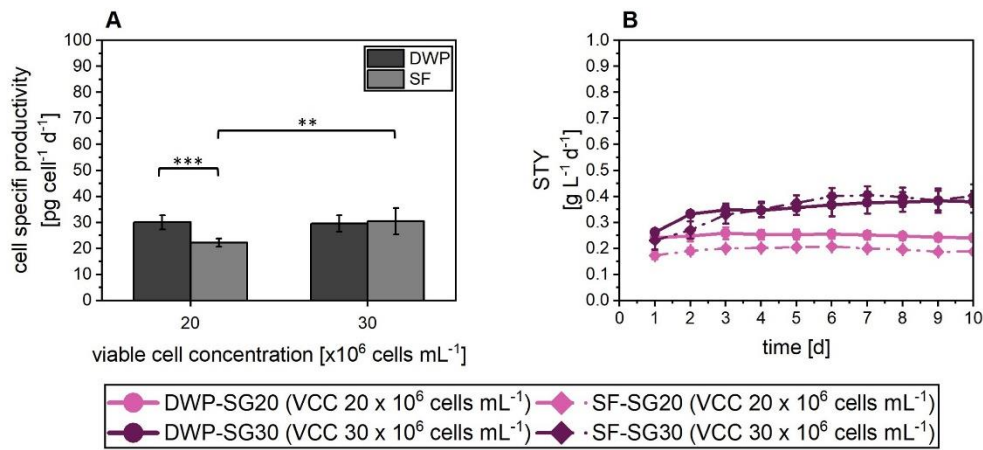 A
cell specifi productivity
[pg cell⁻¹ d⁻¹]
100
90
80
70
60
50
40
30
20
10
0
DWP
SF
**
***
20
30
viable cell concentration [x10⁶ cells mL⁻¹]
B
STY
[g L⁻¹ d⁻¹]
1.0
0.9
0.8
0.7
0.6
0.5
0.4
0.3
0.2
0.1
0.0
0 1 2 3 4 5 6 7 8 9 10
time [d]
DWP-SG20 (VCC 20 x 10⁶ cells mL⁻¹) SF-SG20 (VCC 20 x 10⁶ cells mL⁻¹)
DWP-SG30 (VCC 30 x 10⁶ cells mL⁻¹) SF-SG30 (VCC 30 x 10⁶ cells mL⁻¹)